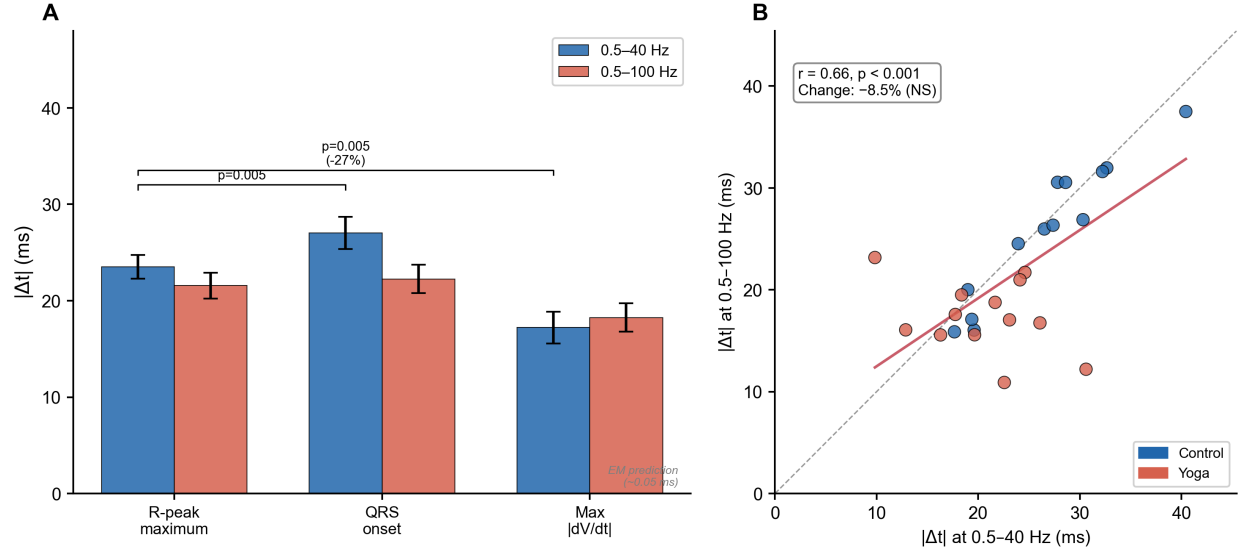 A
0.5–40 Hz
0.5–100 Hz
p=0.005
(-27%)
p=0.005
|Δt| (ms)
40
30
20
10
0
EM prediction
(~0.05 ms)
R-peak
maximum
QRS
onset
Max
|dV/dt|
B
r = 0.66, p < 0.001
Change: −8.5% (NS)
|Δt| at 0.5–100 Hz (ms)
40
30
20
10
0
Control
Yoga
0
10
20
30
40
|Δt| at 0.5–40 Hz (ms)